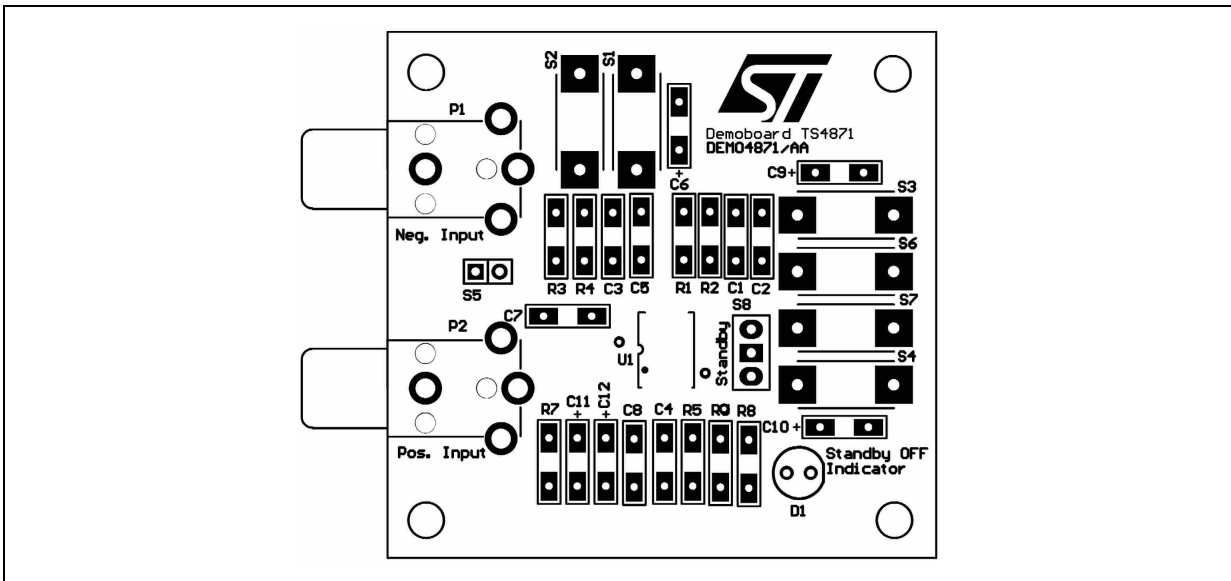 S2
S1
ST
P1
Demoboard TS4871
DEMO4871/AA
C9+
+
C6
S3
Neg. Input
S6
S5
R3 R4 C3 C5 R1 R2 C1 C2
S8
S7
P2
C7
U1
Standby
S4
R7 C11 + C12 + C8 C4 R5 R0 R8
C10+
Pos. Input
Standby OFF
Indicator
D1